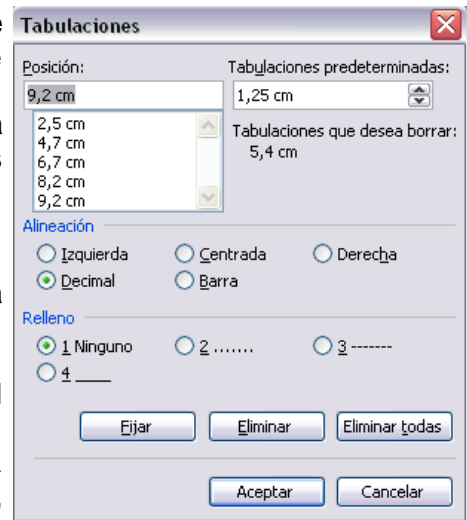 Tabulaciones
Posición:
Tabulaciones predeterminadas:
9,2 cm
1,25 cm
2,5 cm
4,7 cm
6,7 cm
8,2 cm
9,2 cm
Tabulaciones que desea borrar:
5,4 cm
Alineación
Izquierda Centrada Derecha
Decimal Barra
Relleno
1 Ninguno 2 ....... 3 -------
4 ____
Fijar Eliminar Eliminar todas
Aceptar Cancelar